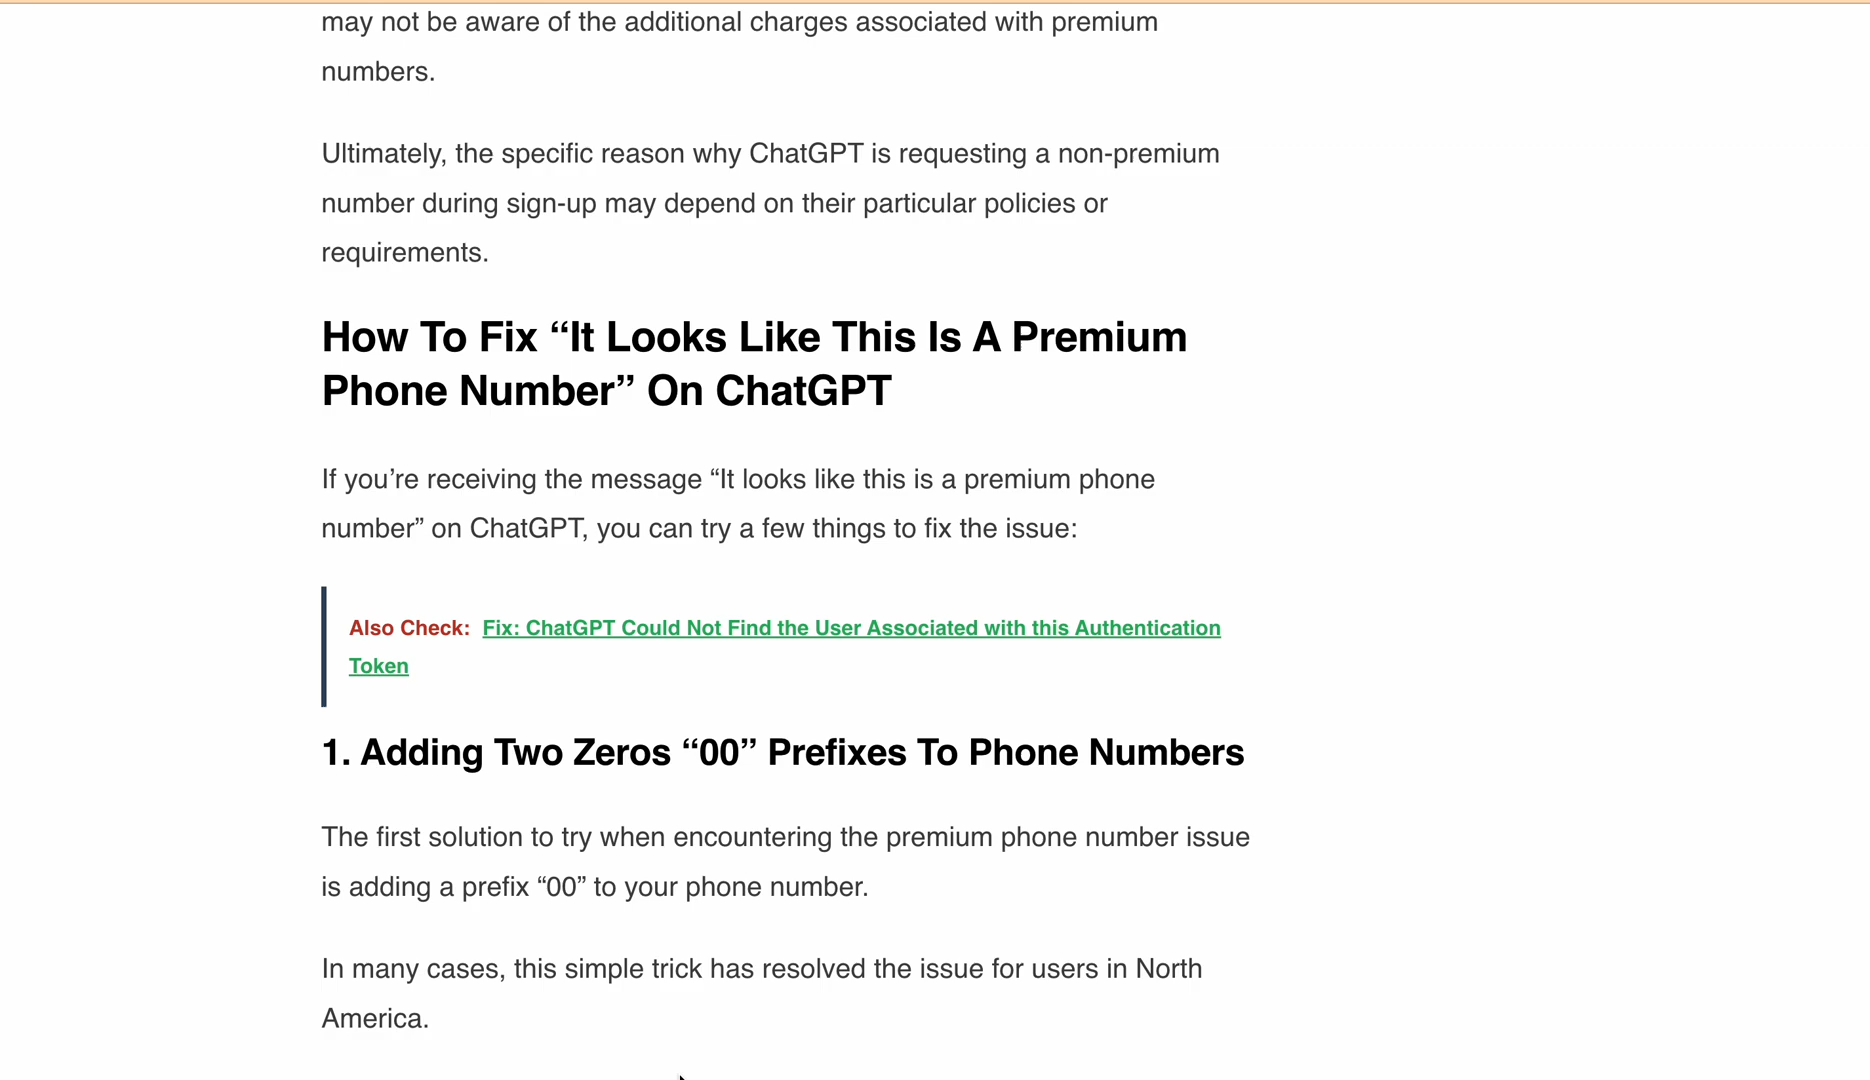 may not be aware of the additional charges associated with premium
numbers.
Ultimately, the specific reason why ChatGPT is requesting a non-premium
number during sign-up may depend on their particular policies or
requirements.
How To Fix “It Looks Like This Is A Premium
Phone Number” On ChatGPT
If you’re receiving the message “It looks like this is a premium phone
number” on ChatGPT, you can try a few things to fix the issue:
Also Check: Fix: ChatGPT Could Not Find the User Associated with this Authentication
Token
1. Adding Two Zeros “00” Prefixes To Phone Numbers
The first solution to try when encountering the premium phone number issue
is adding a prefix “00” to your phone number.
In many cases, this simple trick has resolved the issue for users in North
America.